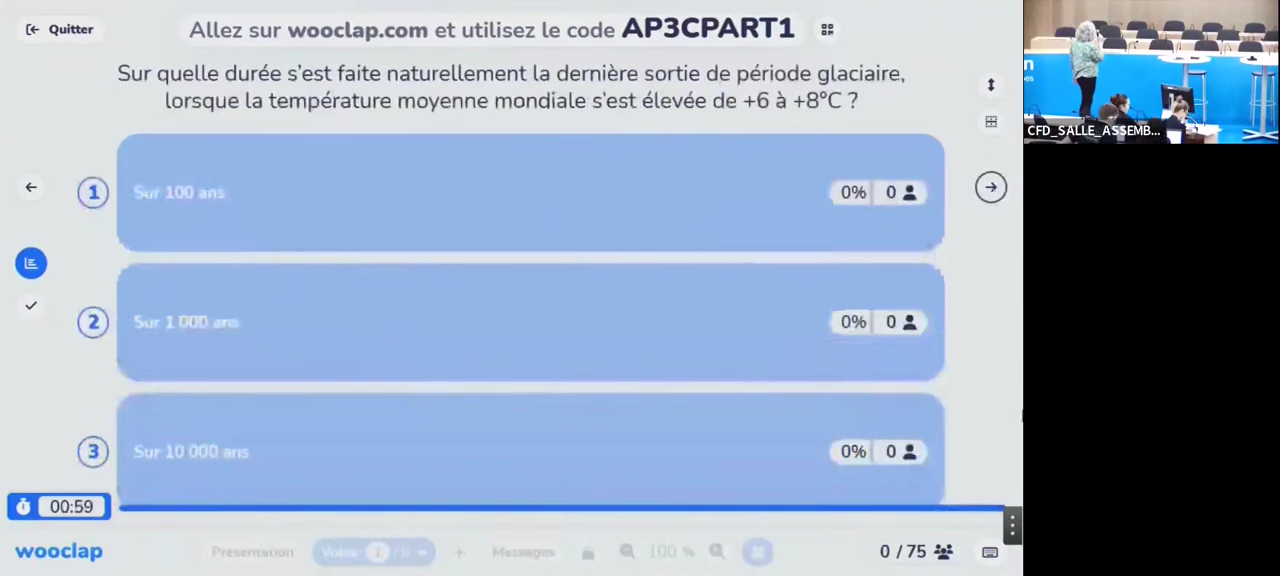 Quitter
Allez sur wooclap.com et utilisez le code AP3CPART1
Sur quelle durée s'est faite naturellement la dernière sortie de période glaciaire,
lorsque la température moyenne mondiale s'est élevée de +6 à +8°C ?
1 Sur 100 ans 0% 0
2 Sur 1 000 ans 0% 0
3 Sur 10 000 ans 0% 0
00:59
wooclap Presentation Votes + Messages 100 % 0 / 75
CFD_SALLE_ASSEMB...